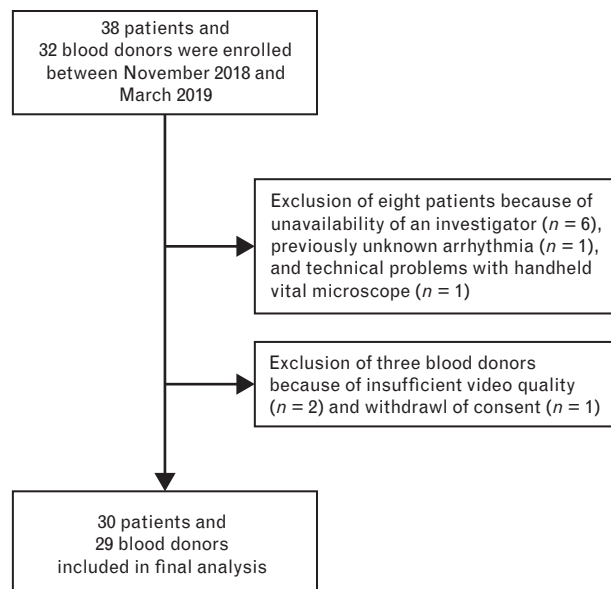 38 patients and
32 blood donors were enrolled
between November 2018 and
March 2019
Exclusion of eight patients because of
unavailability of an investigator (n = 6),
previously unknown arrhythmia (n = 1),
and technical problems with handheld
vital microscope (n = 1)
Exclusion of three blood donors
because of insufficient video quality
(n = 2) and withdrawl of consent (n = 1)
30 patients and
29 blood donors
included in final analysis